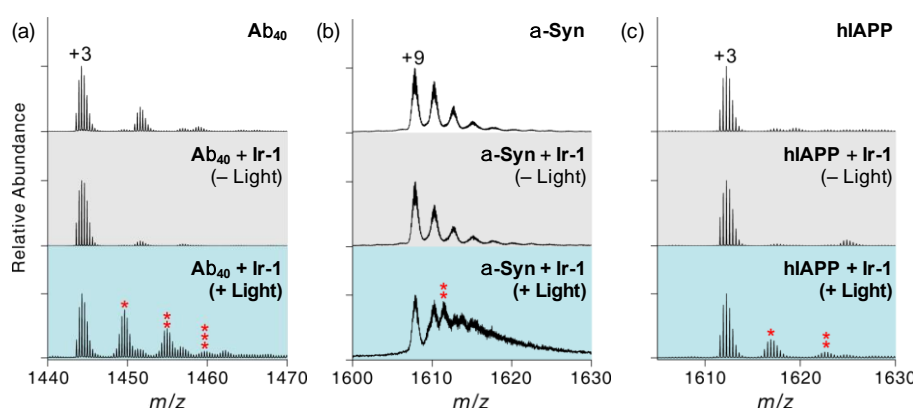 (a) Ab₄₀
+3
Ab₄₀ + Ir-1
(– Light)
Ab₄₀ + Ir-1
(+ Light)
*
**
***
1440 1450 1460 1470
m/z
Relative Abundance
(b) a-Syn
+9
a-Syn + Ir-1
(– Light)
a-Syn + Ir-1
(+ Light)
**
1600 1610 1620 1630
m/z
(c) hIAPP
+3
hIAPP + Ir-1
(– Light)
hIAPP + Ir-1
(+ Light)
*
**
1610 1620 1630
m/z